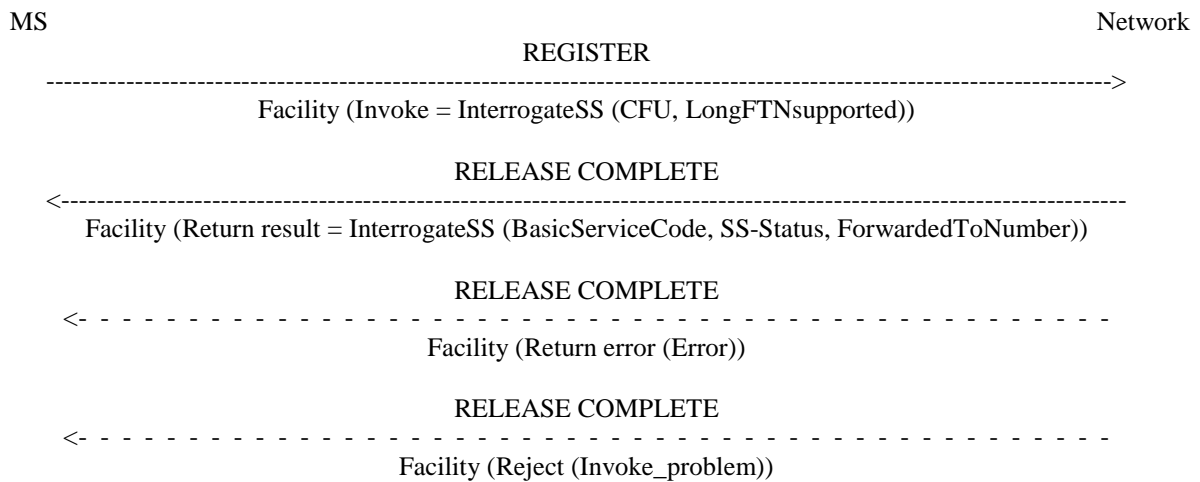 MS Network
REGISTER
Facility (Invoke = InterrogateSS (CFU, LongFTNsupported))
RELEASE COMPLETE
Facility (Return result = InterrogateSS (BasicServiceCode, SS-Status, ForwardedToNumber))
RELEASE COMPLETE
Facility (Return error (Error))
RELEASE COMPLETE
Facility (Reject (Invoke_problem))